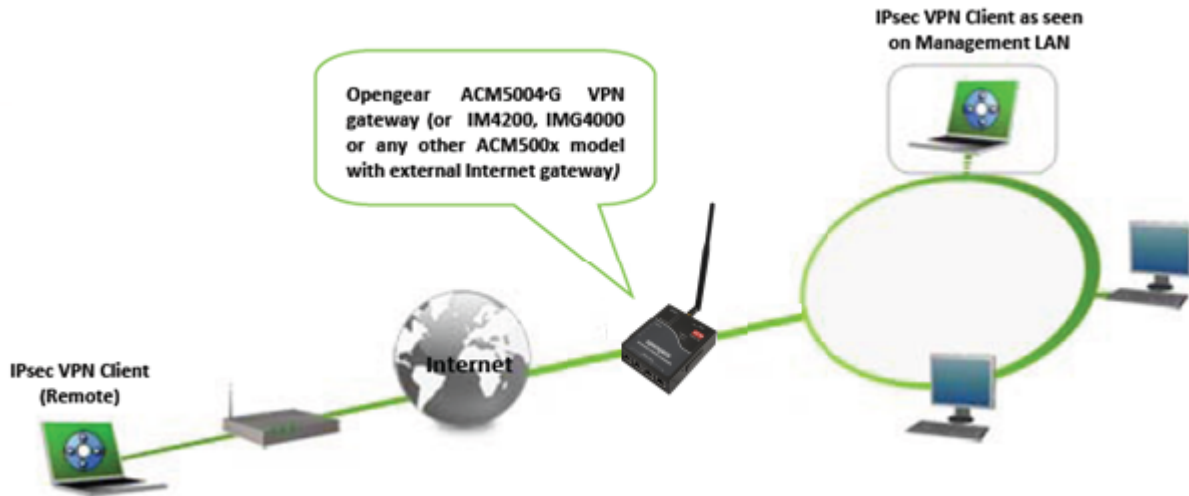 IPsec VPN Client as seen
on Management LAN
Opengear ACM5004-G VPN
gateway (or IM4200, IMG4000
or any other ACM500x model
with external Internet gateway)
Internet
IPsec VPN Client
(Remote)